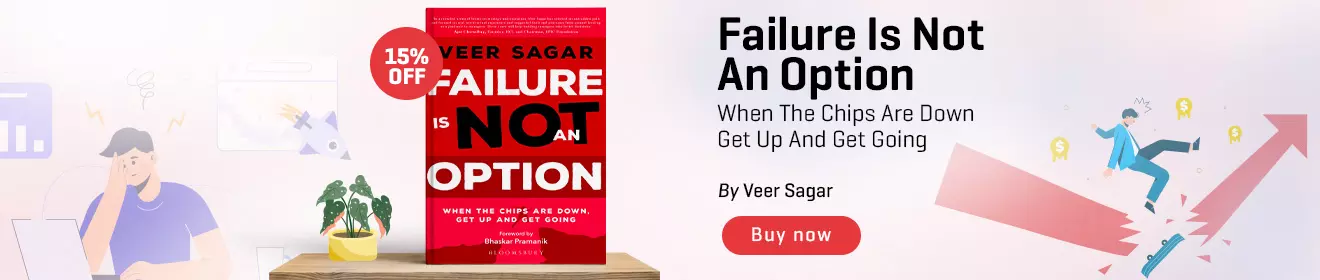 15%
OFF
VEER SAGAR
FAILURE
IS NOT AN
OPTION
WHEN THE CHIPS ARE DOWN,
GET UP AND GET GOING
Foreword by
Bhaskar Pramanik
BLOOMSBURY
Failure Is Not
An Option
When The Chips Are Down
Get Up And Get Going
By Veer Sagar
Buy now